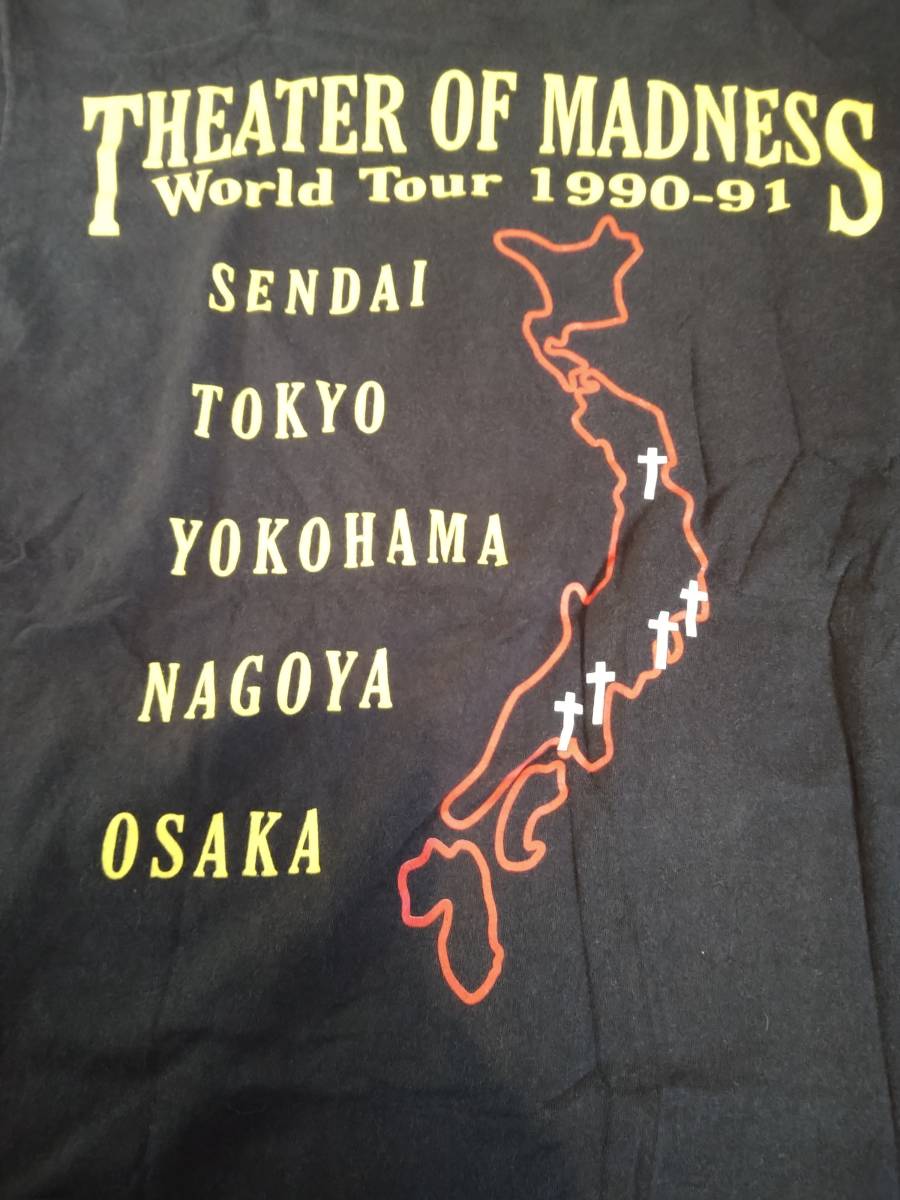 THEATER OF MADNESS
World Tour 1990-91
SENDAI
TOKYO
YOKOHAMA
NAGOYA
OSAKA